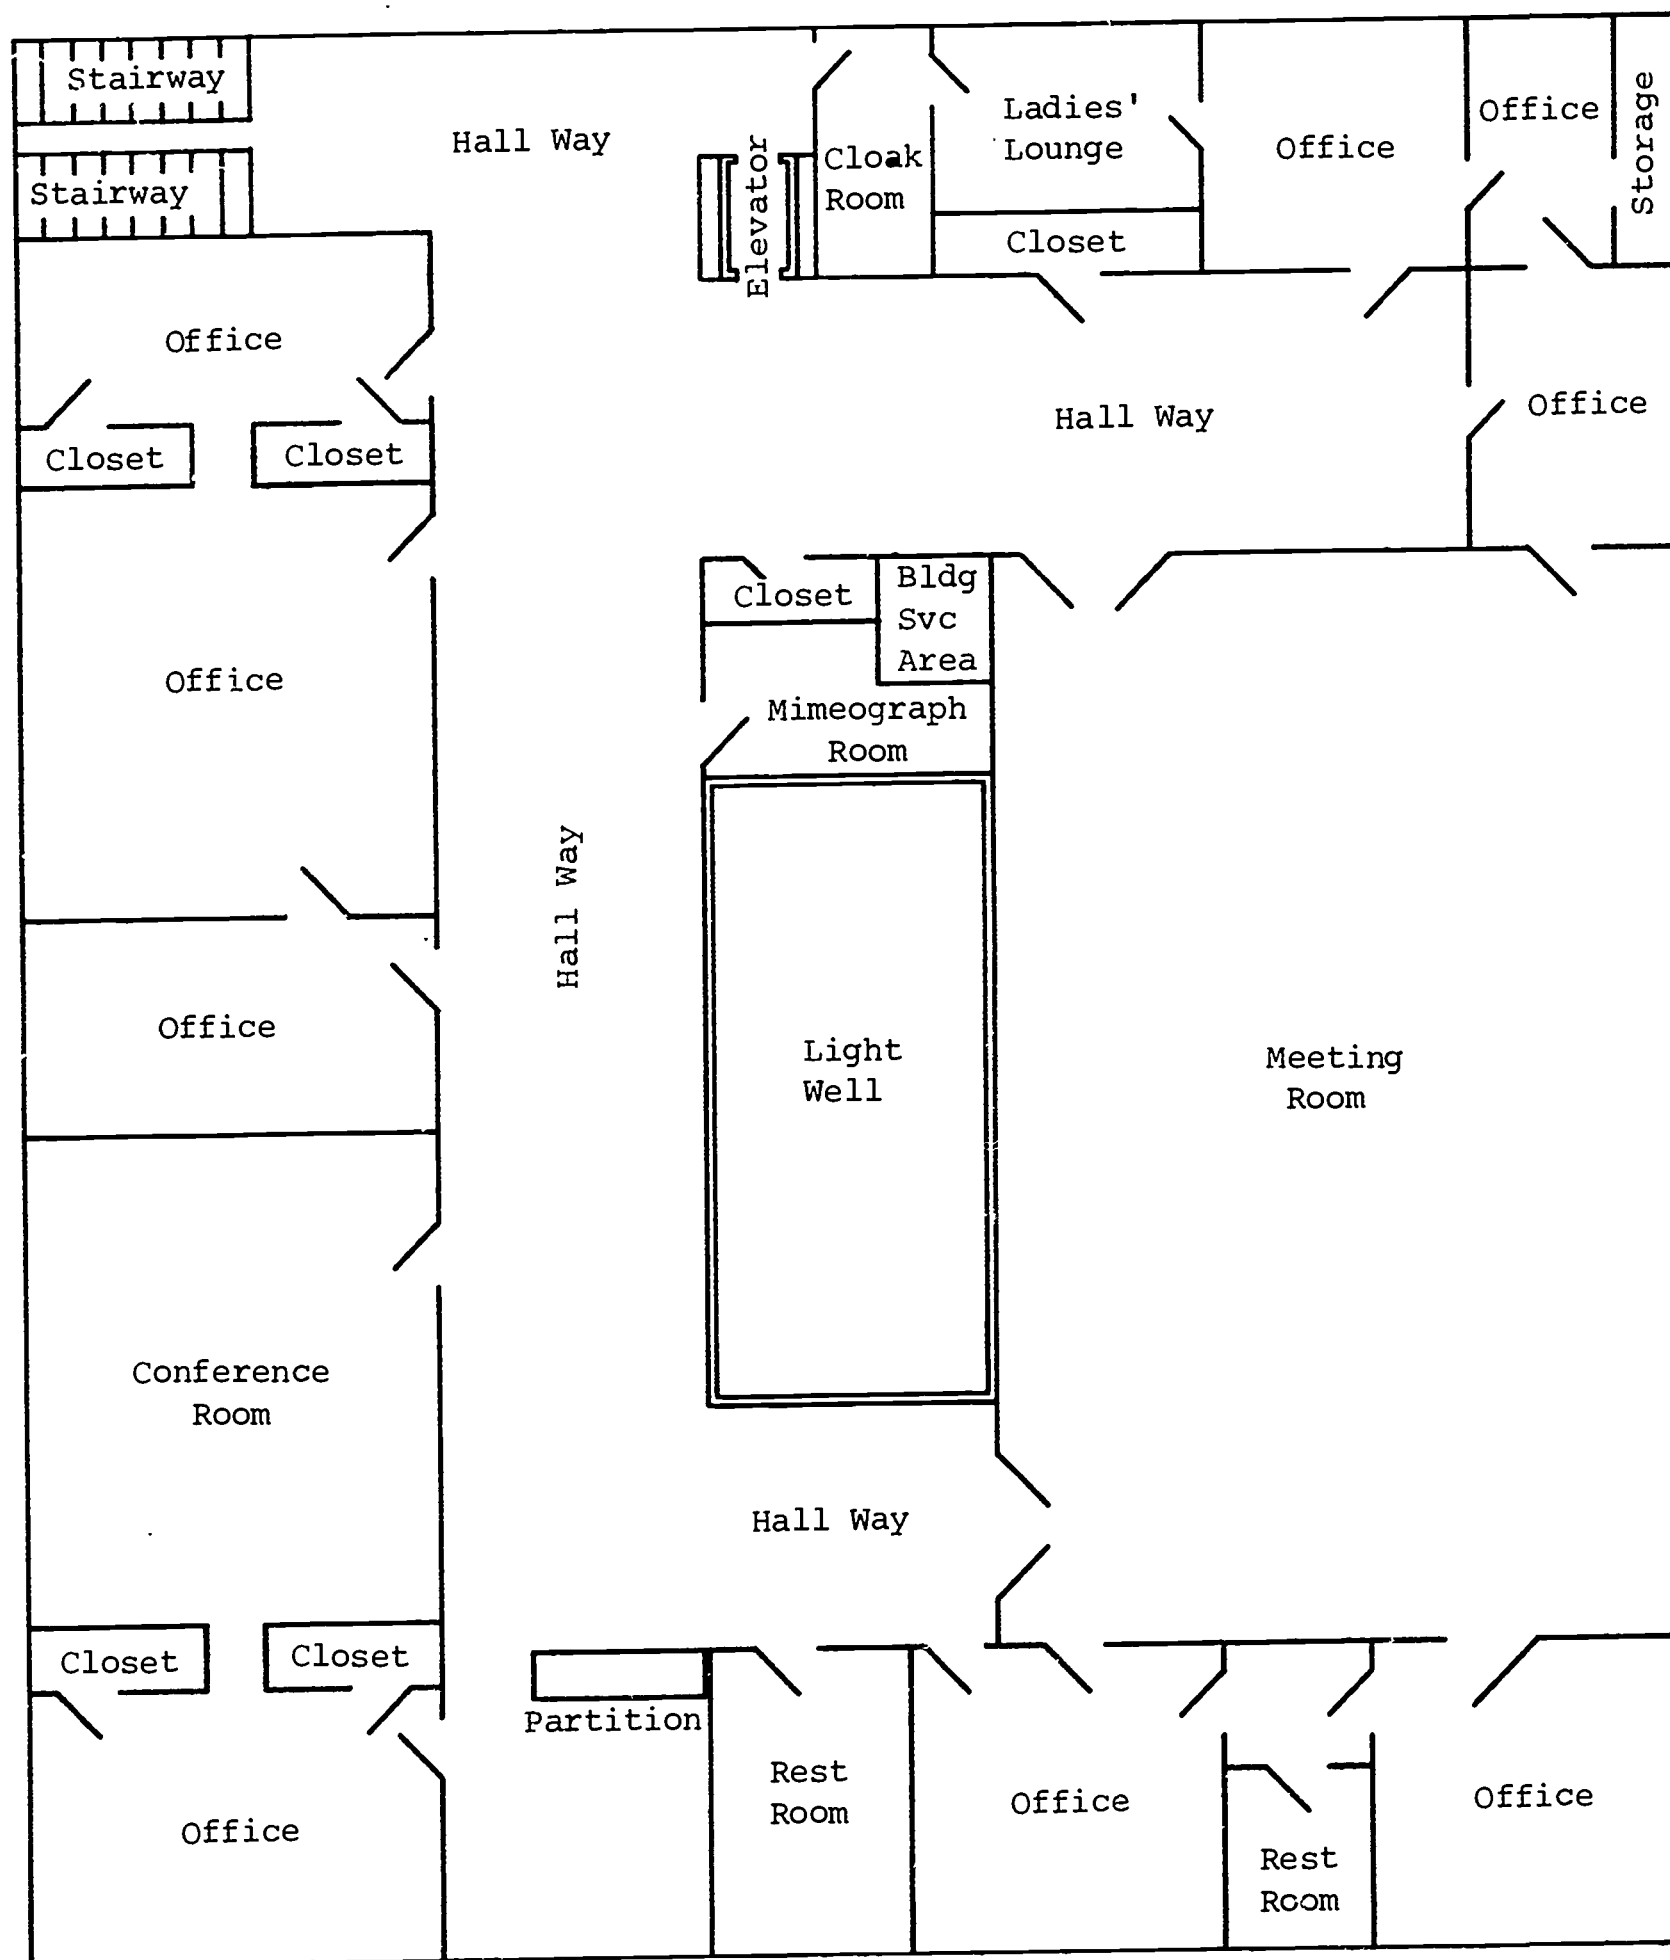 Stairway
Hall Way
Elevator
Cloak
Room
Ladies'
Lounge
Office
Office
Storage
Stairway
Closet
Office
Hall Way
Office
Closet
Closet
Closet
Bldg
Svc
Area
Office
Mimeograph
Room
Hall Way
Office
Light
Well
Meeting
Room
Conference
Room
Hall Way
Closet
Closet
Partition
Office
Rest
Room
Office
Rest
Room
Office